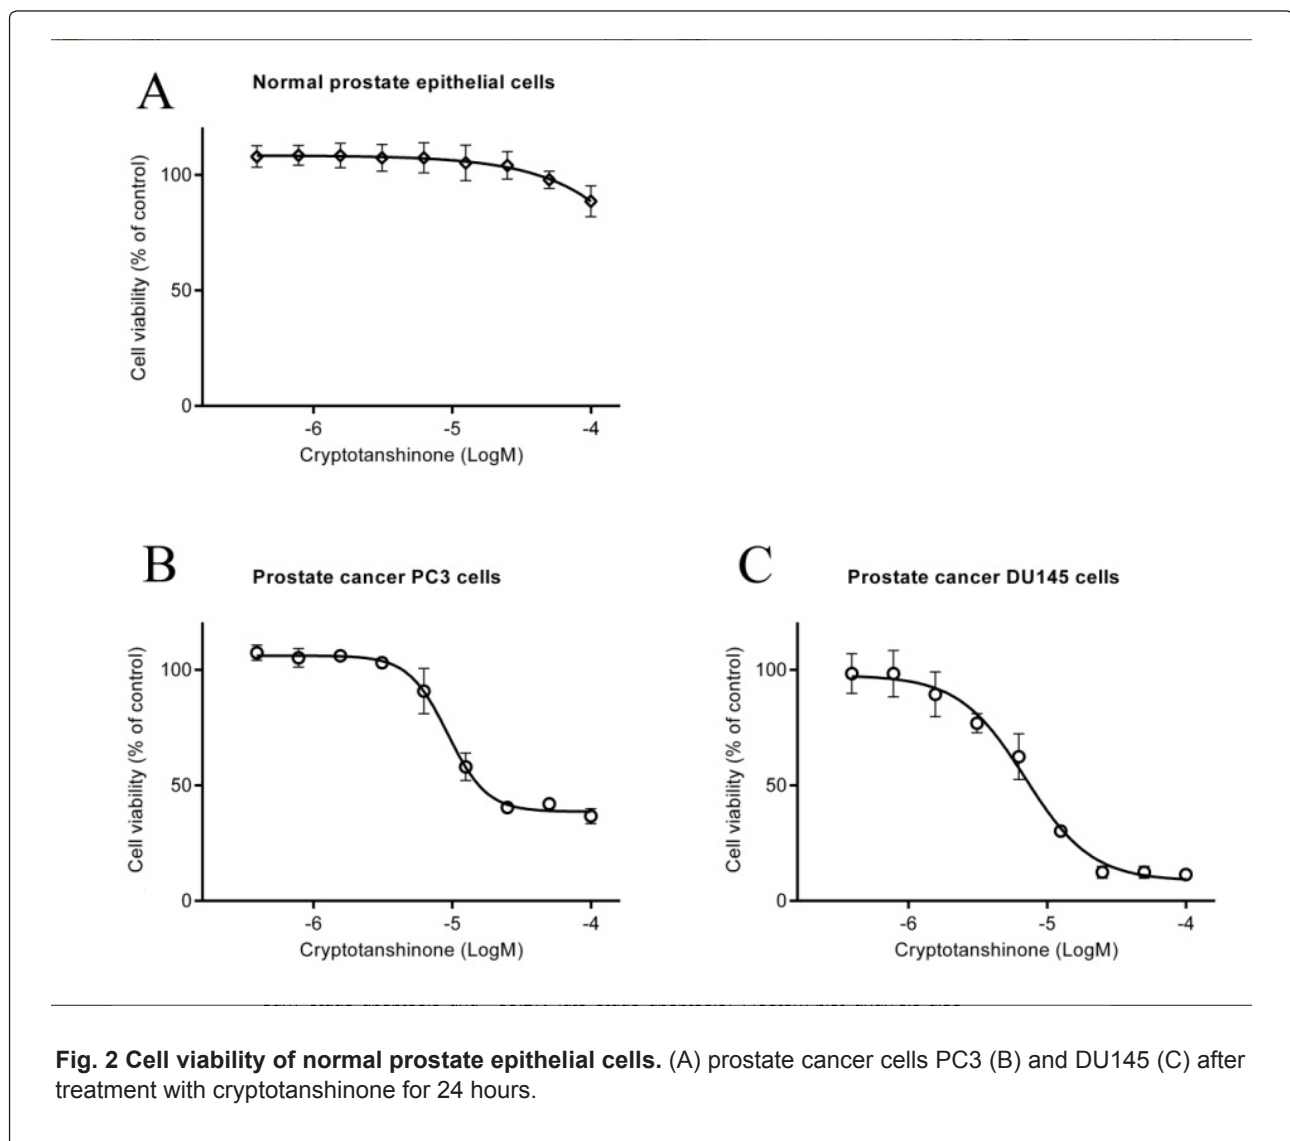 A
Normal prostate epithelial cells
Cell viability (% of control)
100
50
0
-6 -5 -4
Cryptotanshinone (LogM)
B
Prostate cancer PC3 cells
Cell viability (% of control)
100
50
0
-6 -5 -4
Cryptotanshinone (LogM)
C
Prostate cancer DU145 cells
Cell viability (% of control)
100
50
0
-6 -5 -4
Cryptotanshinone (LogM)
Fig. 2 Cell viability of normal prostate epithelial cells. (A) prostate cancer cells PC3 (B) and DU145 (C) after
treatment with cryptotanshinone for 24 hours.